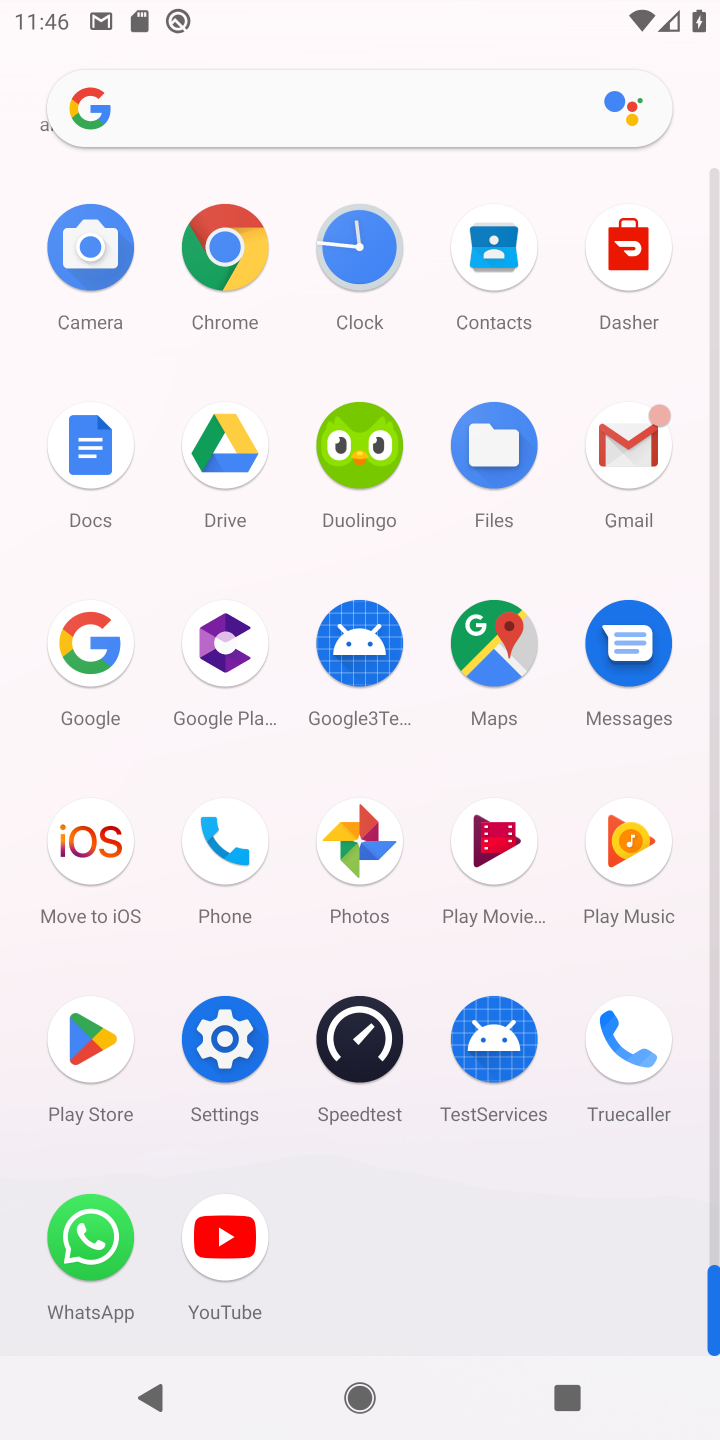 11:46
Camera Chrome Clock Contacts Dasher
Docs Drive Duolingo Files Gmail
Google Google Pla... Google3Te... Maps Messages
iOS
Move to iOS Phone Photos Play Movie... Play Music
Play Store Settings Speedtest TestServices Truecaller
WhatsApp YouTube